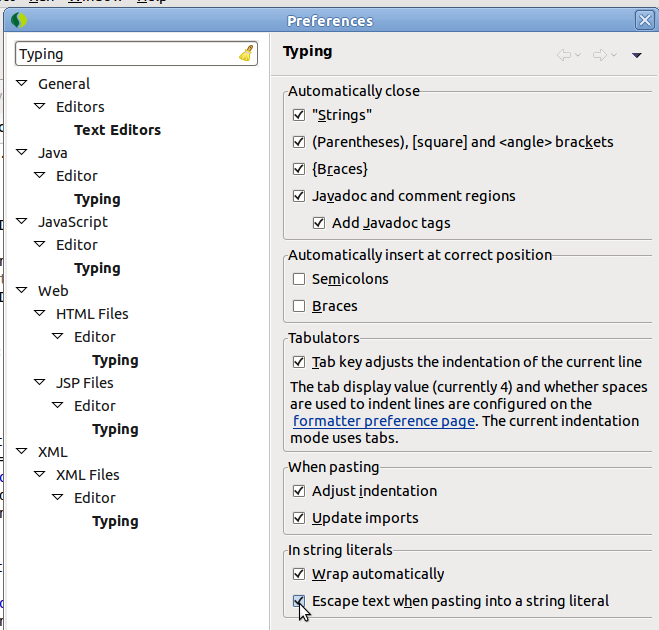 Preferences
Typing
General
Editors
Text Editors
Java
Editor
Typing
JavaScript
Editor
Typing
Web
HTML Files
Editor
Typing
JSP Files
Editor
Typing
XML
XML Files
Editor
Typing
Typing
Automatically close
"Strings"
(Parentheses), [square] and <angle> brackets
{Braces}
Javadoc and comment regions
Add Javadoc tags
Automatically insert at correct position
Semicolons
Braces
Tabulators
Tab key adjusts the indentation of the current line
The tab display value (currently 4) and whether spaces
are used to indent lines are configured on the
formatter preference page. The current indentation
mode uses tabs.
When pasting
Adjust indentation
Update imports
In string literals
Wrap automatically
Escape text when pasting into a string literal